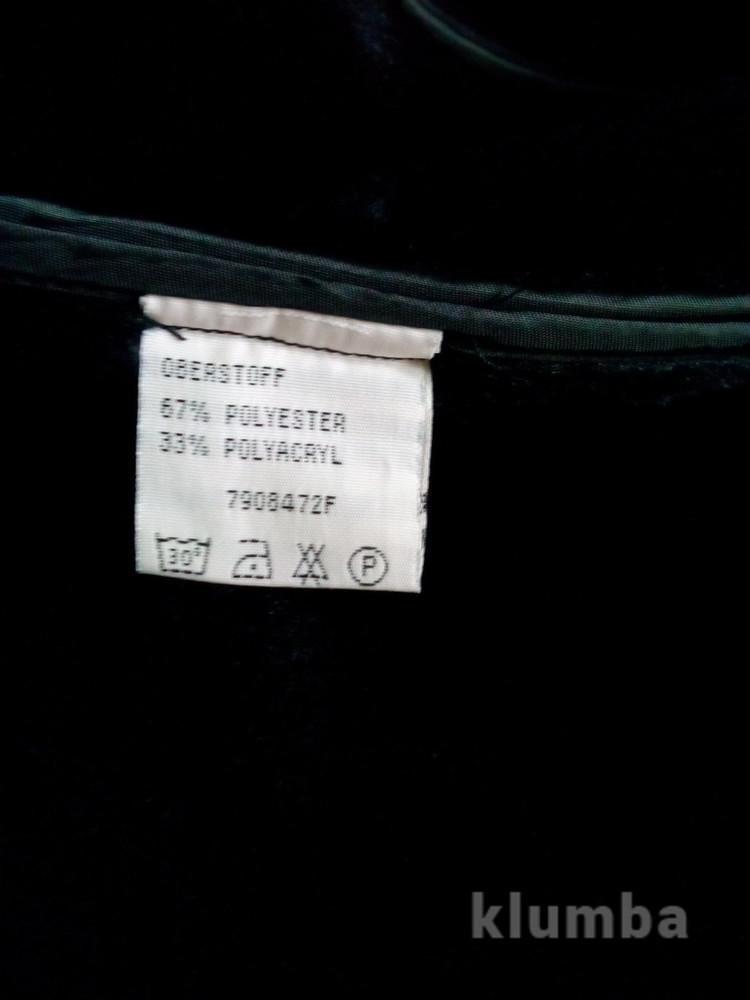 OBERSTOFF
67% POLYESTER
33% POLYACRYL
7908472F
30°
P
klumba